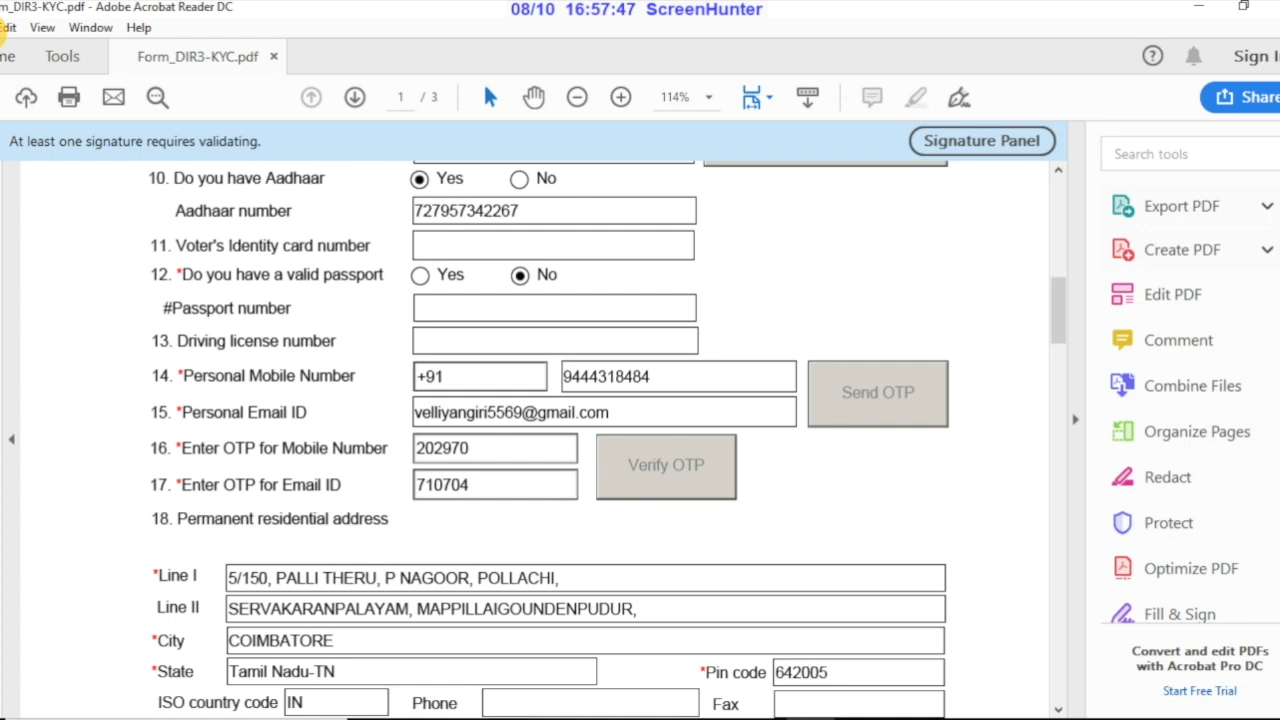 m_DIR3-KYC.pdf - Adobe Acrobat Reader DC
08/10 16:57:47 ScreenHunter
Edit View Window Help
me Tools Form_DIR3-KYC.pdf × Sign I
1 / 3 114% Share
At least one signature requires validating. Signature Panel
Search tools
10. Do you have Aadhaar Yes No
Aadhaar number 727957342267
Export PDF
11. Voter's Identity card number
Create PDF
12. *Do you have a valid passport Yes No
#Passport number
Edit PDF
13. Driving license number
Comment
14. *Personal Mobile Number +91 9444318484 Send OTP
Combine Files
15. *Personal Email ID velliyangiri5569@gmail.com
Organize Pages
16. *Enter OTP for Mobile Number 202970 Verify OTP
17. *Enter OTP for Email ID 710704
Redact
18. Permanent residential address
Protect
*Line I 5/150, PALLI THERU, P NAGOOR, POLLACHI,
Optimize PDF
Line II SERVAKARANPALAYAM, MAPPILLAIGOUNDENPUDUR,
Fill & Sign
*City COIMBATORE
*State Tamil Nadu-TN *Pin code 642005
ISO country code IN Phone Fax
Convert and edit PDFs
with Acrobat Pro DC
Start Free Trial